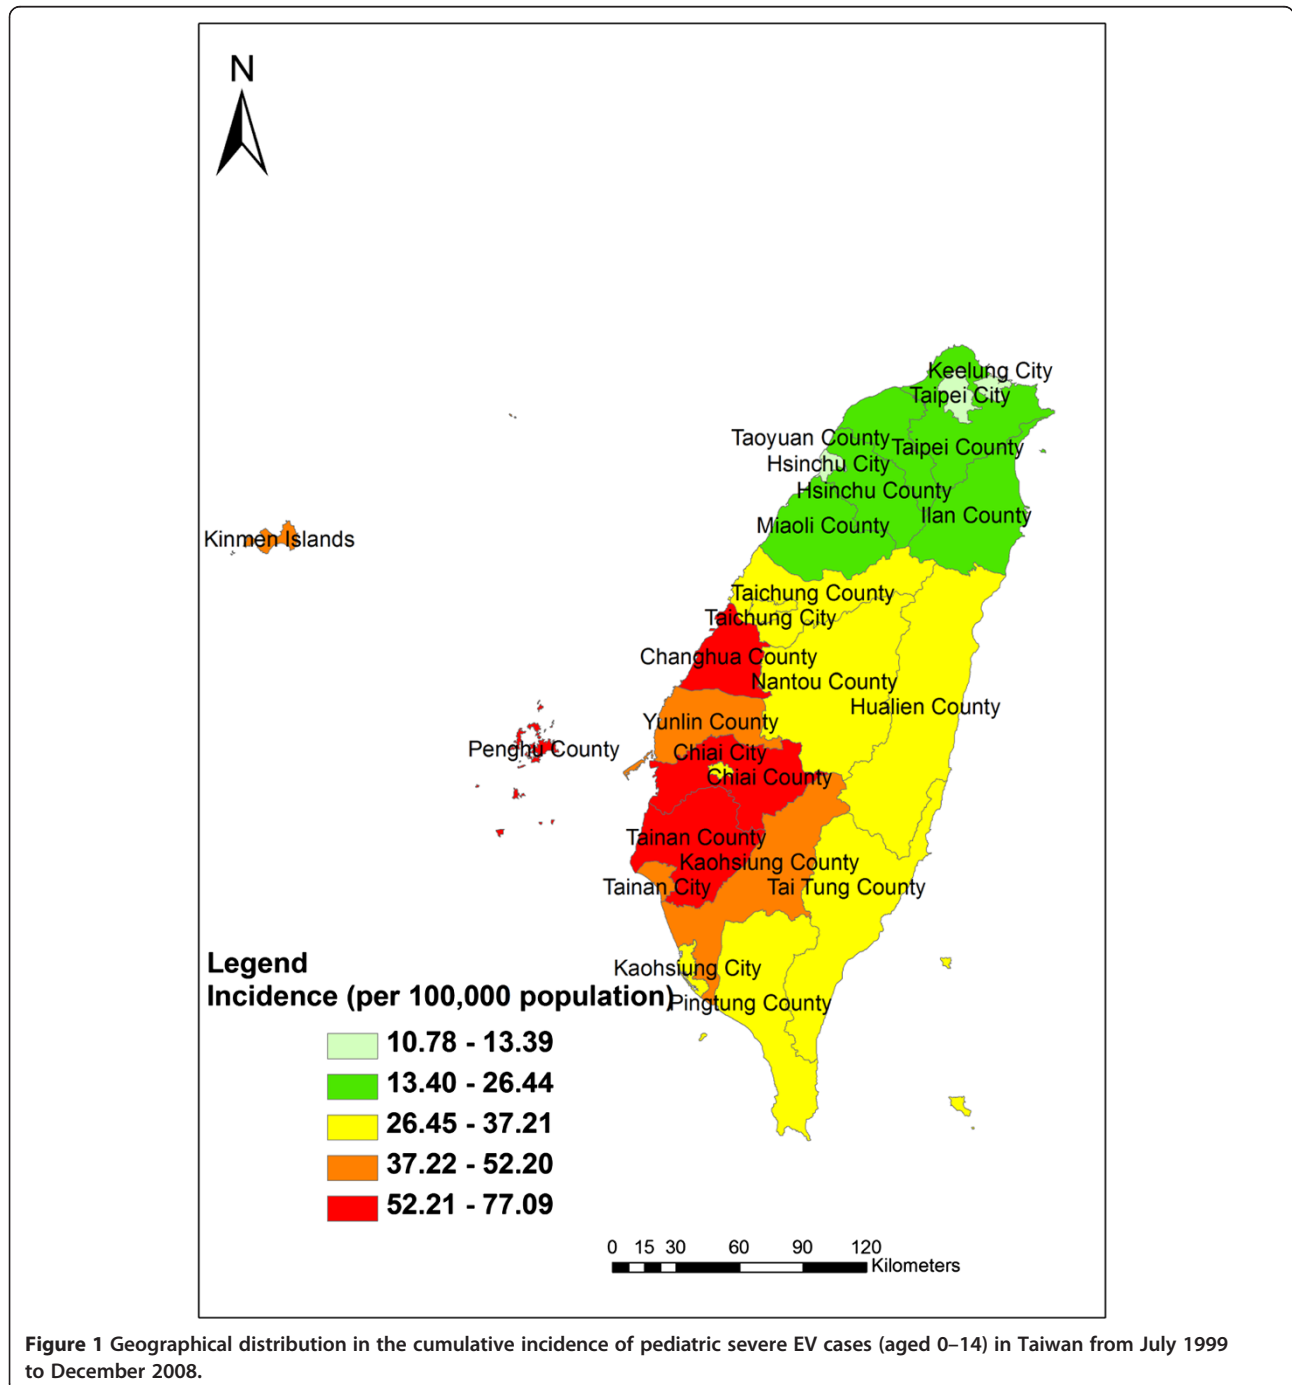 N
Keelung City
Taipei City
Taoyuan County
Taipei County
Hsinchu City
Hsinchu County
Ilan County
Miaoli County
Kinmen Islands
Taichung County
Taichung City
Changhua County
Nantou County
Hualien County
Yunlin County
Penghu County
Chiai City
Chiai County
Tainan County
Kaohsiung County
Tainan City
Tai Tung County
Kaohsiung City
Pingtung County
Legend
Incidence (per 100,000 population)
10.78 - 13.39
13.40 - 26.44
26.45 - 37.21
37.22 - 52.20
52.21 - 77.09
0 15 30 60 90 120
Kilometers
Figure 1 Geographical distribution in the cumulative incidence of pediatric severe EV cases (aged 0–14) in Taiwan from July 1999
to December 2008.